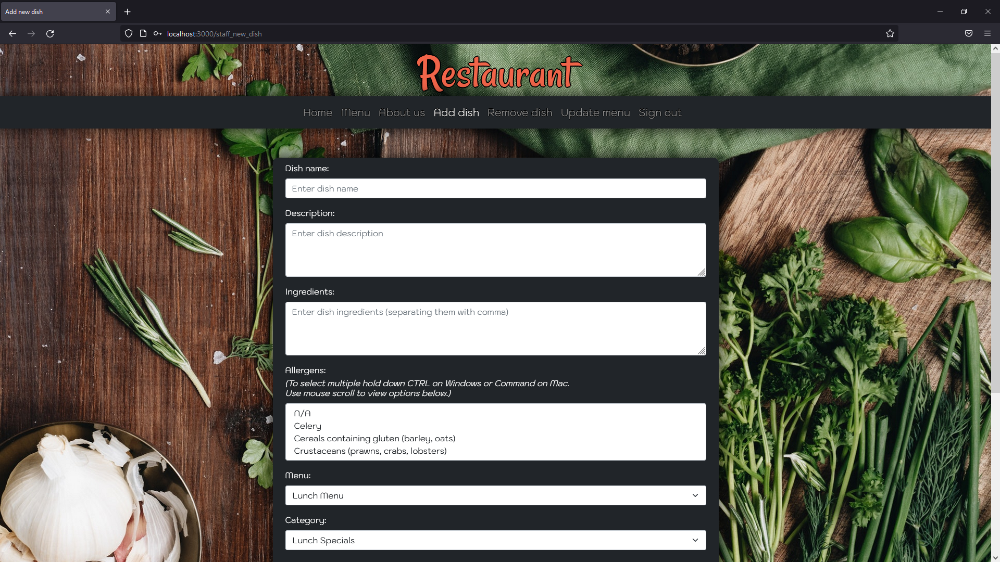 Add new dish
localhost:3000/staff_new_dish
Restaurant
Home Menu About us Add dish Remove dish Update menu Sign out
Dish name:
Enter dish name
Description:
Enter dish description
Ingredients:
Enter dish ingredients (separating them with comma)
Allergens:
(To select multiple hold down CTRL on Windows or Command on Mac.
Use mouse scroll to view options below.)
N/A
Celery
Cereals containing gluten (barley, oats)
Crustaceans (prawns, crabs, lobsters)
Menu:
Lunch Menu
Category:
Lunch Specials